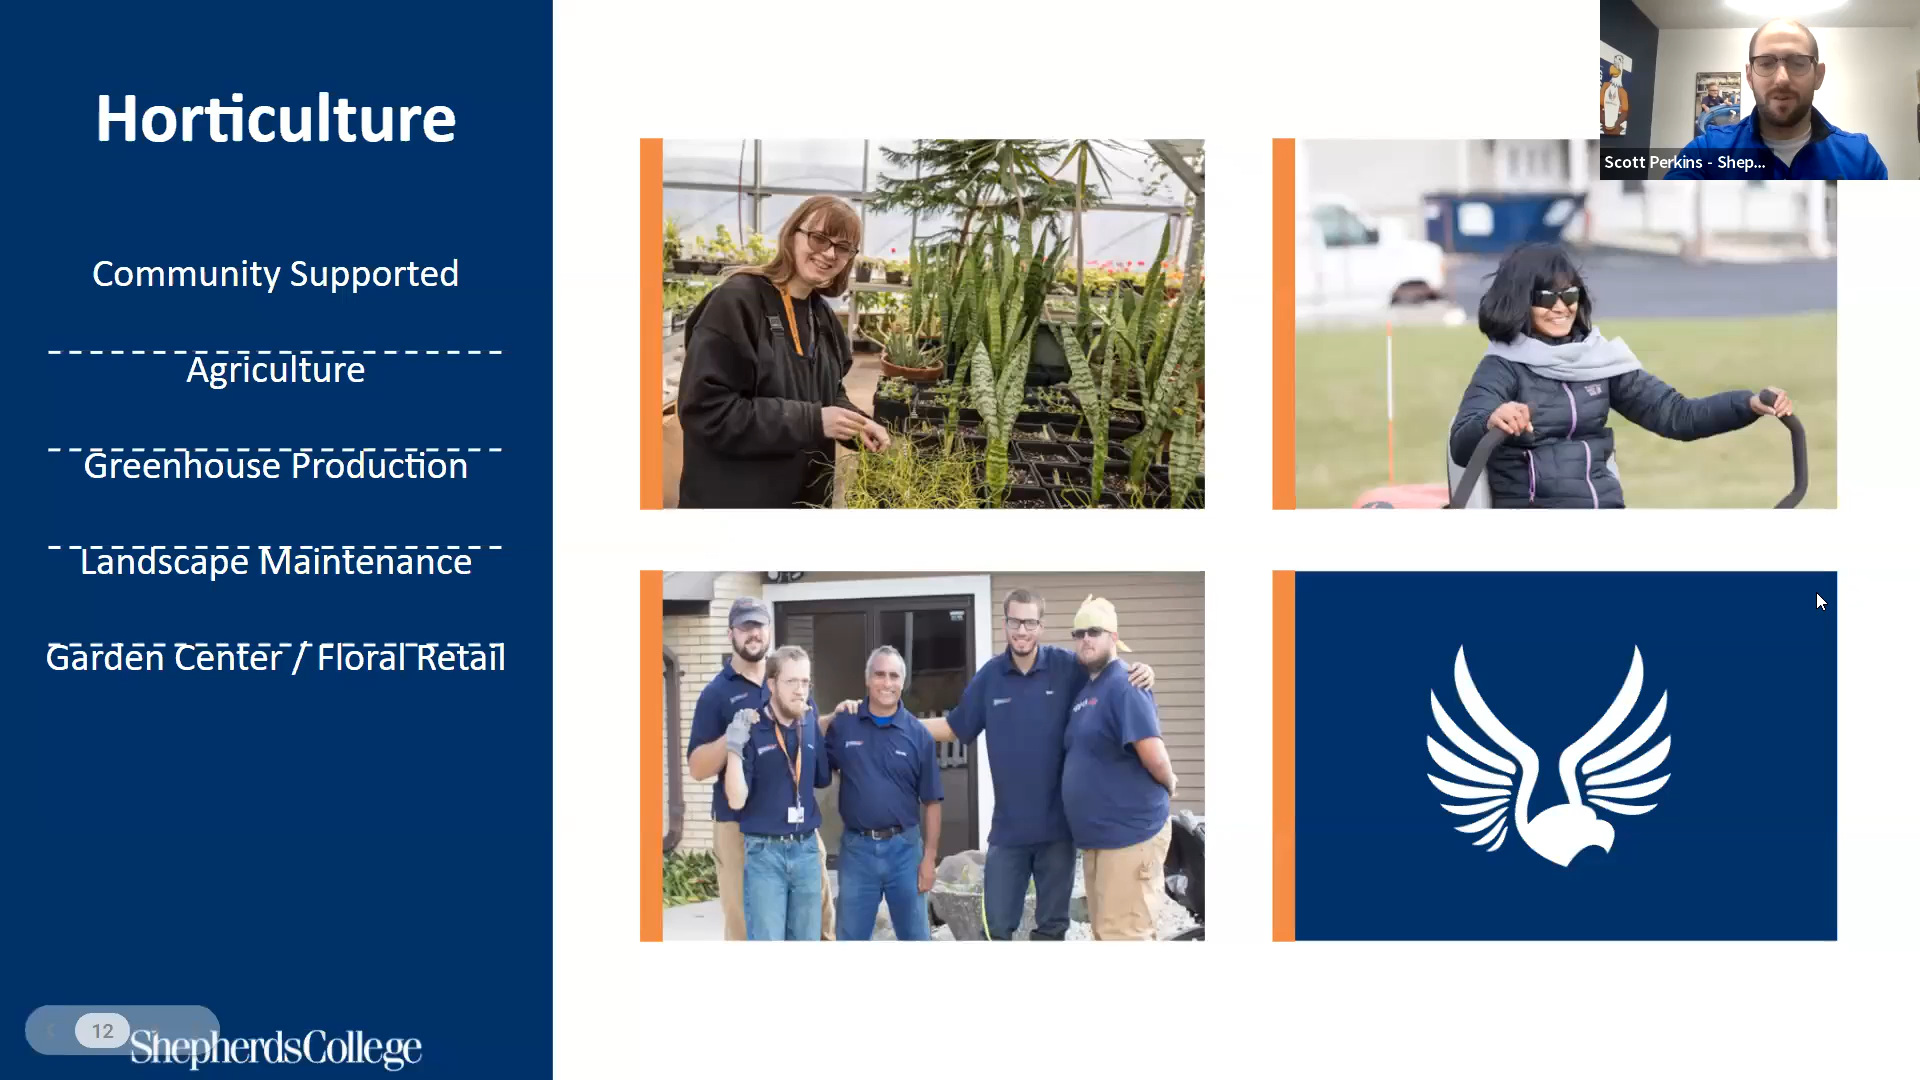 Horticulture
Community Supported
Agriculture
Greenhouse Production
Landscape Maintenance
Garden Center / Floral Retail
12
ShepherdsCollege
Scott Perkins - Shep...